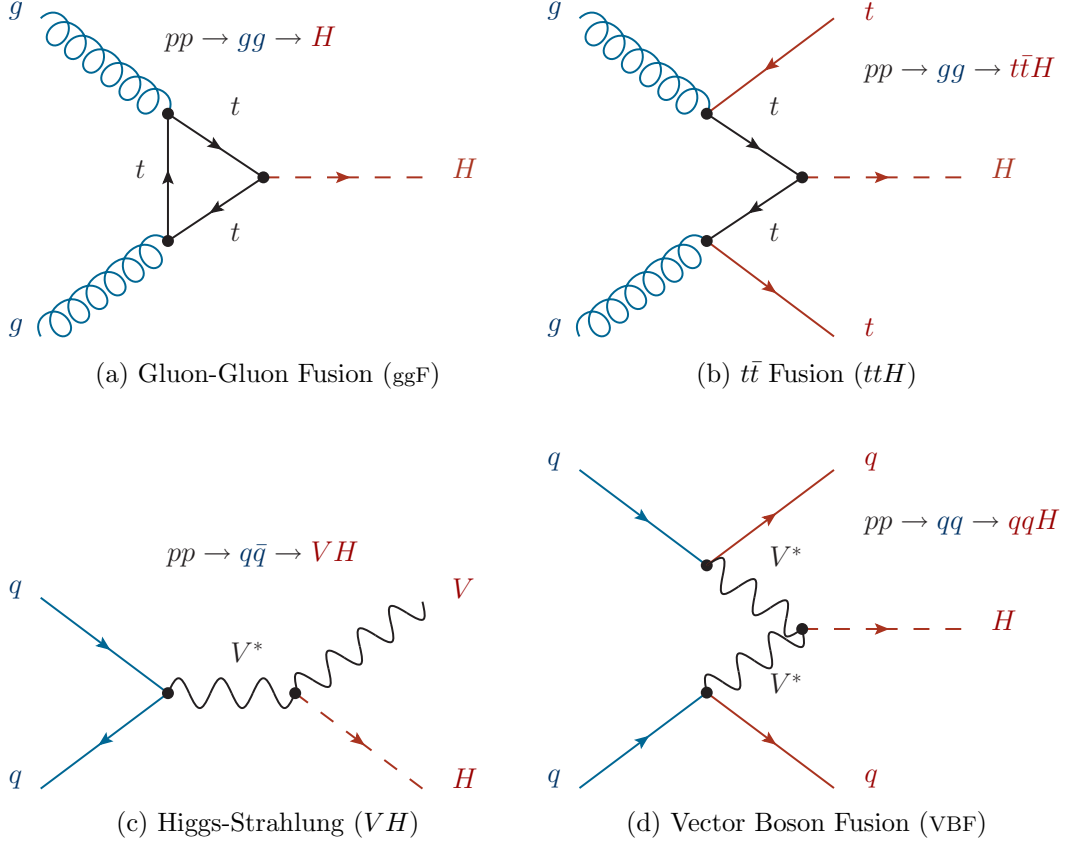 g
pp → gg → H
t
t
H
t
g
(a) Gluon-Gluon Fusion (ggF)
g
t
pp → gg → tt̄H
t
H
t
g
t
(b) tt̄ Fusion (ttH)
pp → qq̄ → VH
q
V
V*
q
H
(c) Higgs-Strahlung (VH)
q
q
pp → qq → qqH
V*
H
V*
q
q
(d) Vector Boson Fusion (VBF)